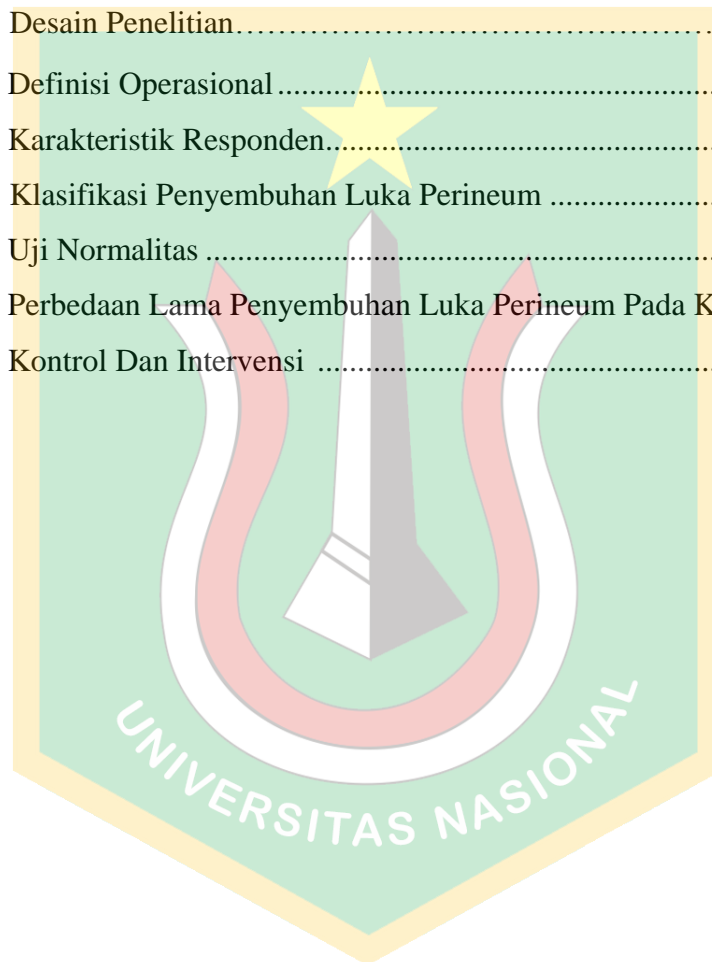 Desain Penelitian……………………………………
Definisi Operasional............................................................
Karakteristik Responden.....................................................
Klasifikasi Penyembuhan Luka Perineum .........................
Uji Normalitas .....................................................................
Perbedaan Lama Penyembuhan Luka Perineum Pada K
Kontrol Dan Intervensi ......................................................
UNIVERSITAS NASIONAL